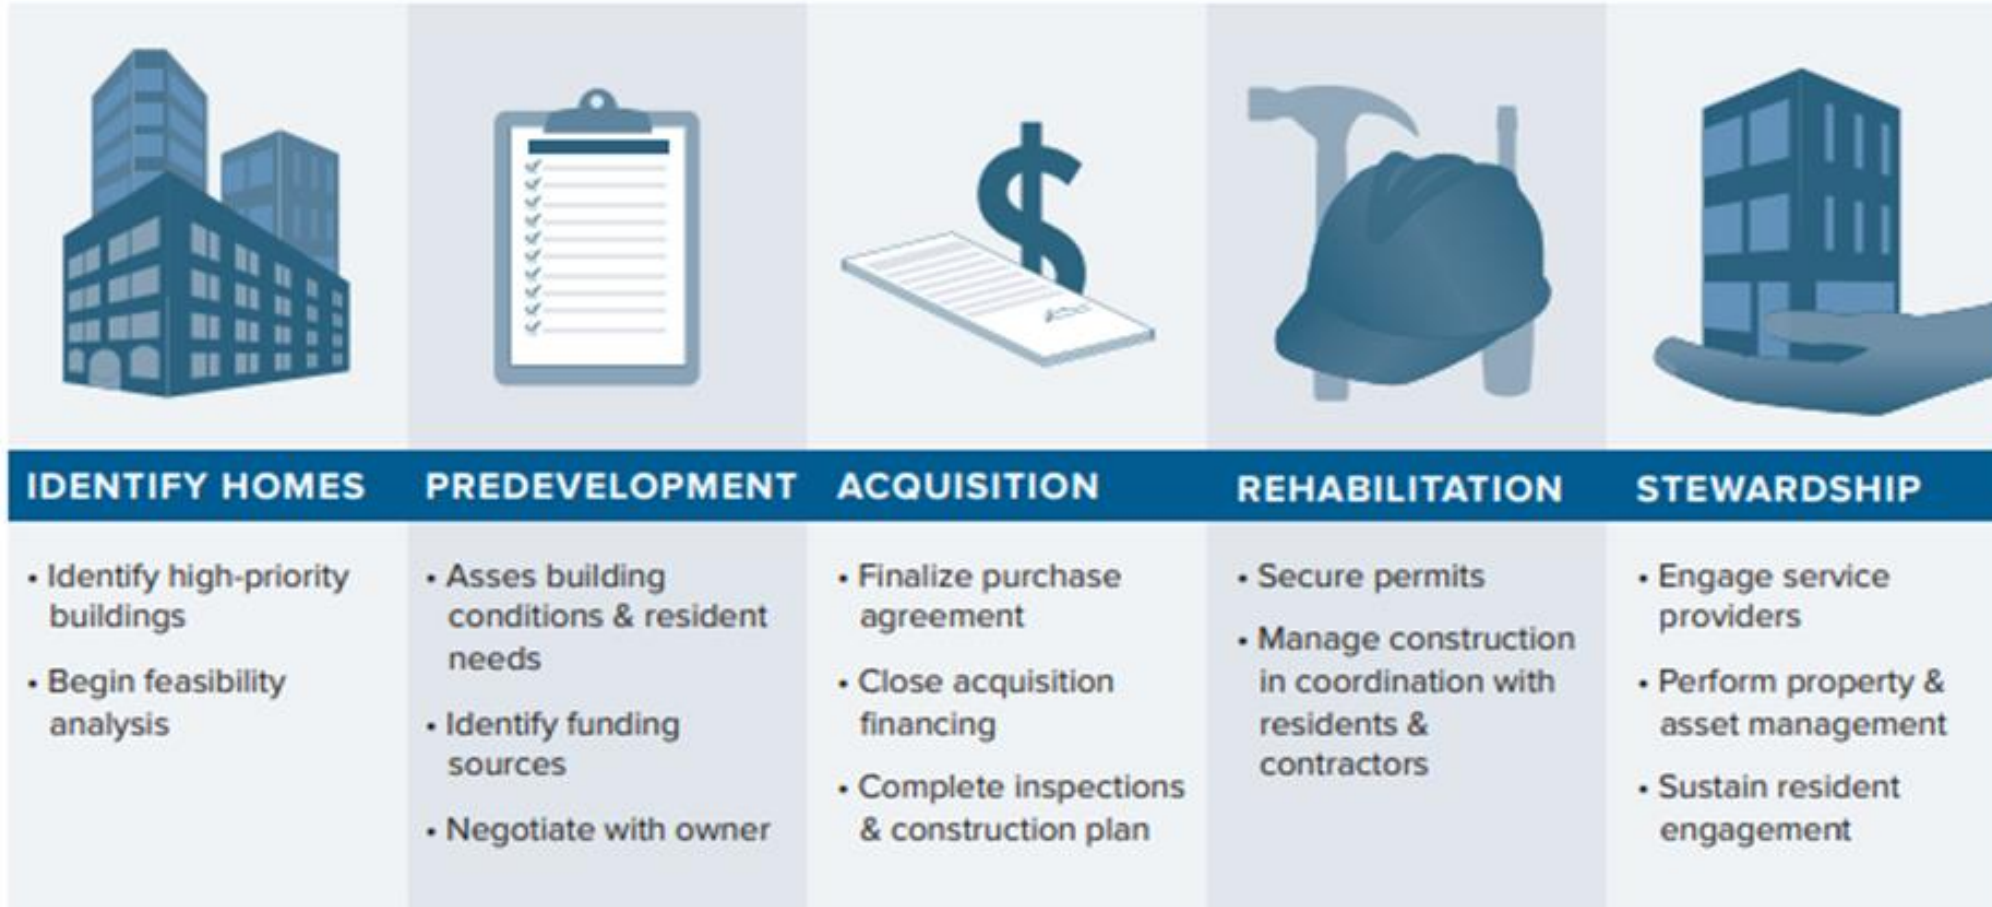 IDENTIFY HOMES
• Identify high-priority
buildings
• Begin feasibility
analysis
PREDEVELOPMENT
• Asses building
conditions & resident
needs
• Identify funding
sources
• Negotiate with owner
ACQUISITION
• Finalize purchase
agreement
• Close acquisition
financing
• Complete inspections
& construction plan
REHABILITATION
• Secure permits
• Manage construction
in coordination with
residents &
contractors
STEWARDSHIP
• Engage service
providers
• Perform property &
asset management
• Sustain resident
engagement